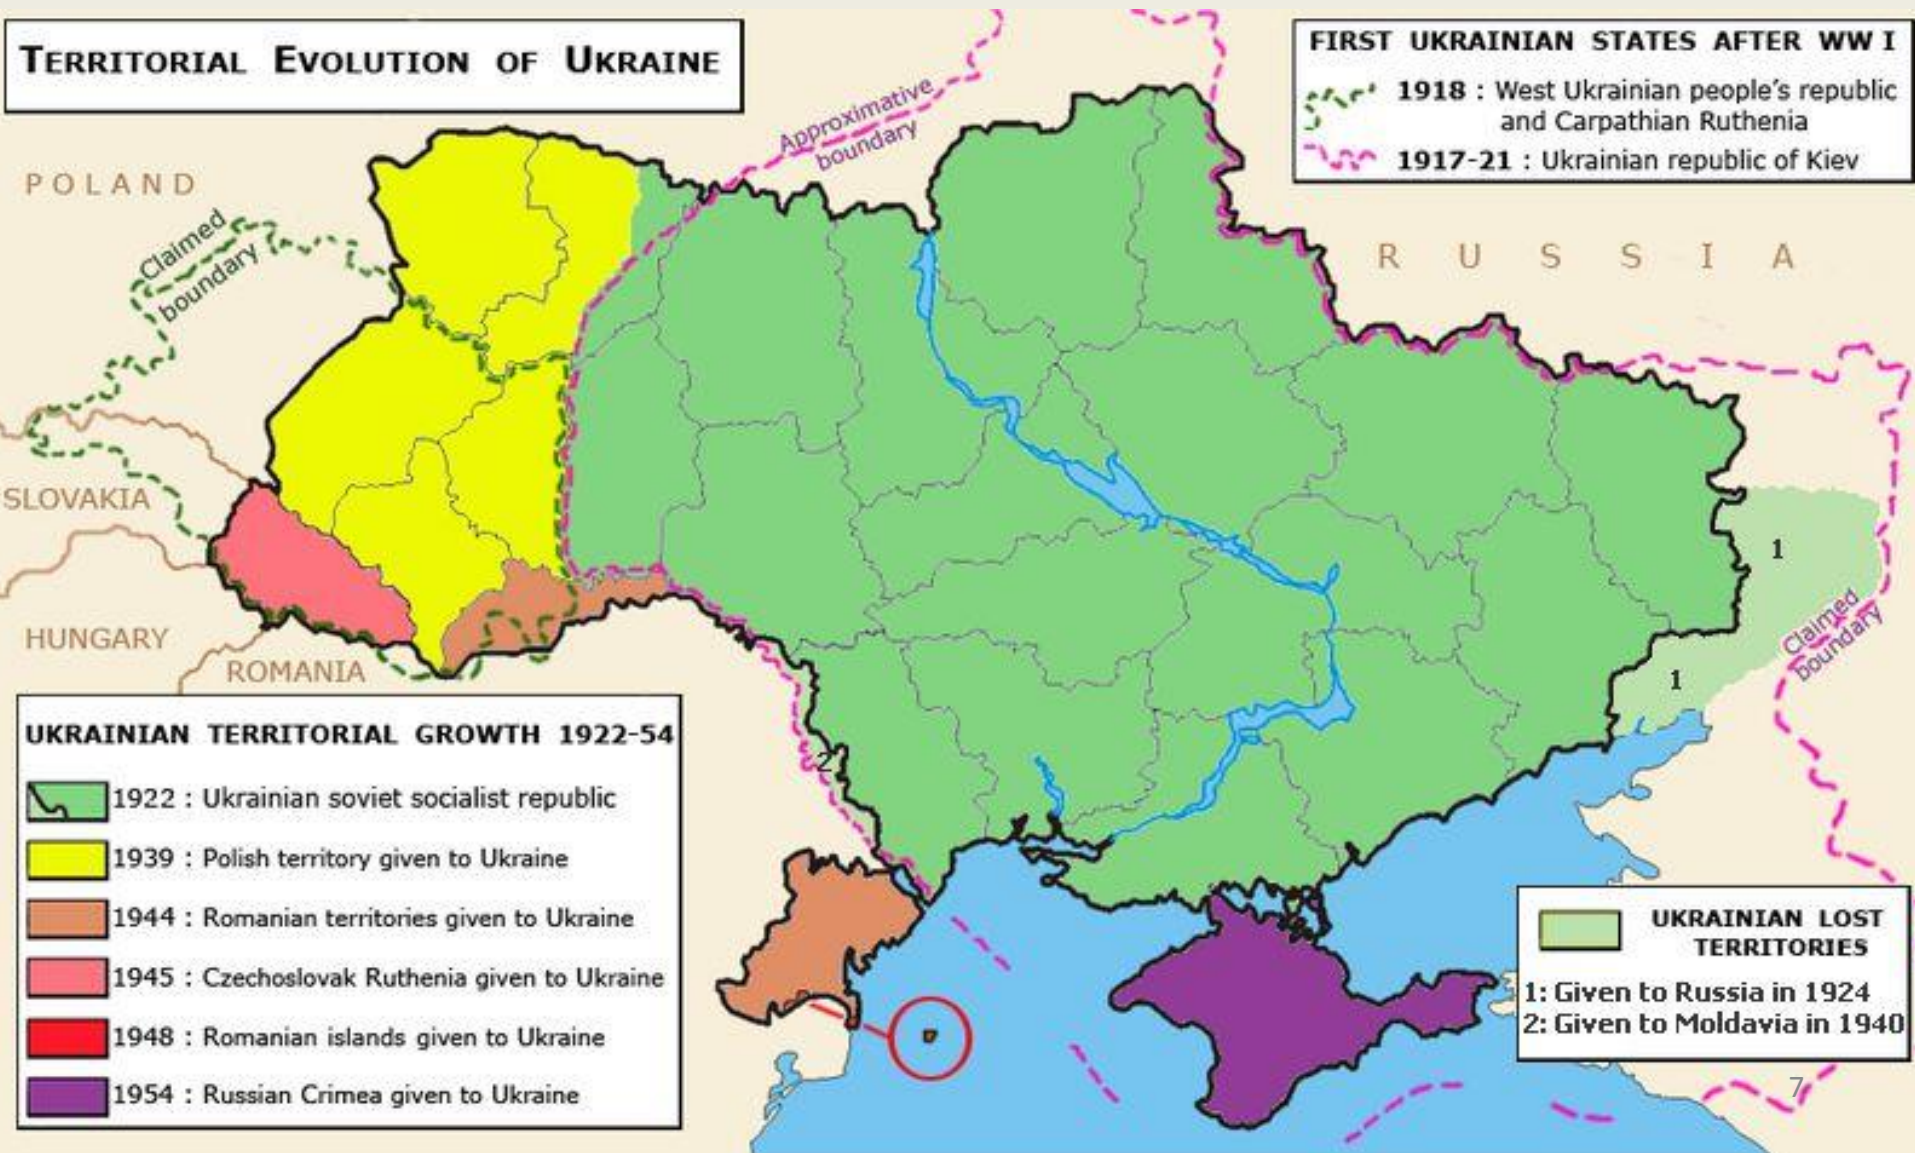 TERRITORIAL EVOLUTION OF UKRAINE
FIRST UKRAINIAN STATES AFTER WW I
1918 : West Ukrainian people's republic
and Carpathian Ruthenia
1917-21 : Ukrainian republic of Kiev
Approximative
boundary
POLAND
Claimed
boundary
RUSSIA
SLOVAKIA
1
HUNGARY
ROMANIA
Claimed
boundary
1
2
UKRAINIAN TERRITORIAL GROWTH 1922-54
1922 : Ukrainian soviet socialist republic
1939 : Polish territory given to Ukraine
1944 : Romanian territories given to Ukraine
1945 : Czechoslovak Ruthenia given to Ukraine
1948 : Romanian islands given to Ukraine
1954 : Russian Crimea given to Ukraine
UKRAINIAN LOST
TERRITORIES
1: Given to Russia in 1924
2: Given to Moldavia in 1940
7